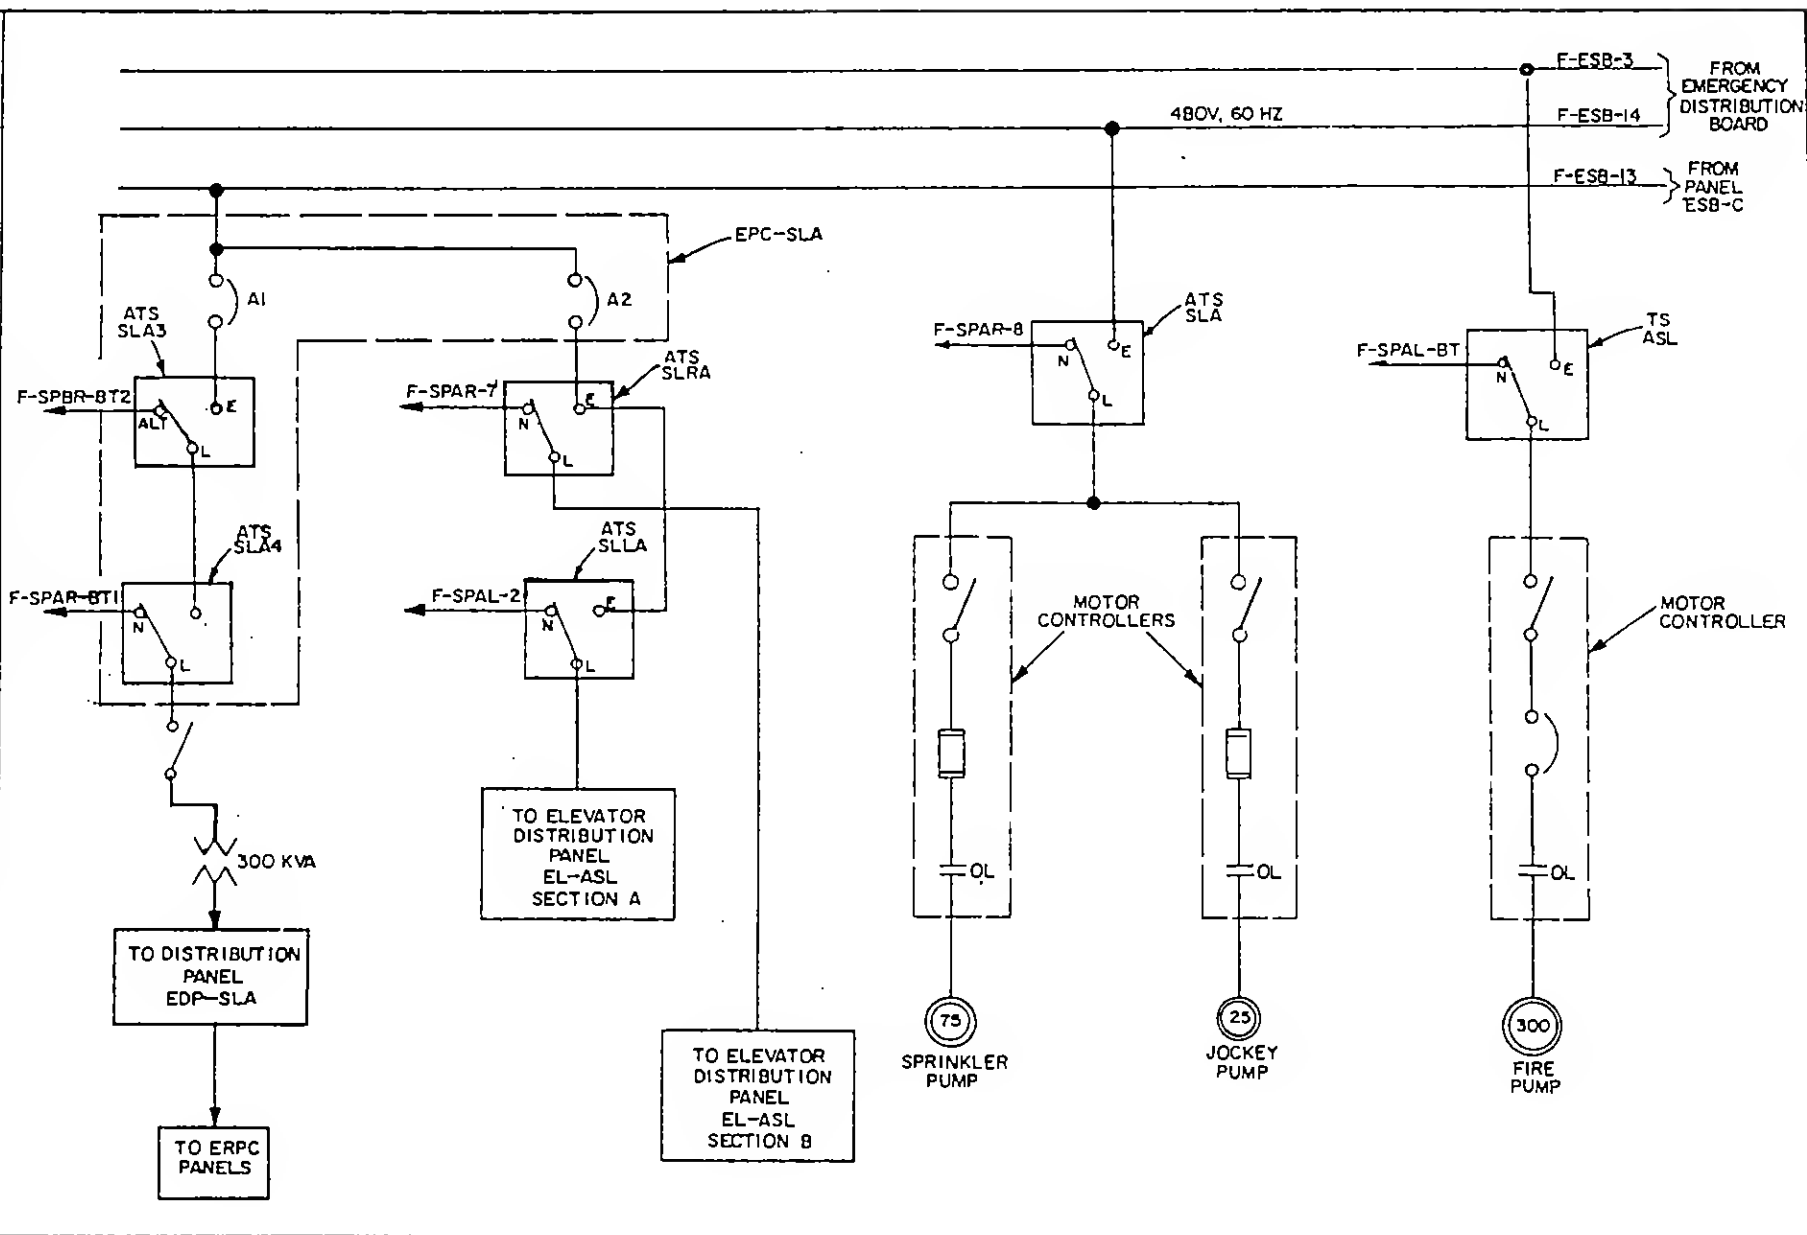 F-ESB-3
FROM
EMERGENCY
DISTRIBUTION
BOARD
480V, 60 HZ
F-ESB-14
F-ESB-13
FROM
PANEL
ESB-C
EPC-SLA
A1
A2
ATS
SLA3
F-SPBR-BT2
ALT
E
L
ATS
SLRA
F-SPAR-7
N
E
L
ATS
SLA
F-SPAR-8
N
E
L
TS
ASL
F-SPAL-BT
N
E
L
ATS
SLA4
F-SPAR-BT1
N
L
ATS
SLLA
F-SPAL-2
N
E
L
MOTOR
CONTROLLERS
MOTOR
CONTROLLER
300 KVA
TO ELEVATOR
DISTRIBUTION
PANEL
EL-ASL
SECTION A
OL
OL
OL
TO DISTRIBUTION
PANEL
EDP-SLA
TO ELEVATOR
DISTRIBUTION
PANEL
EL-ASL
SECTION B
75
SPRINKLER
PUMP
25
JOCKEY
PUMP
300
FIRE
PUMP
TO ERPC
PANELS